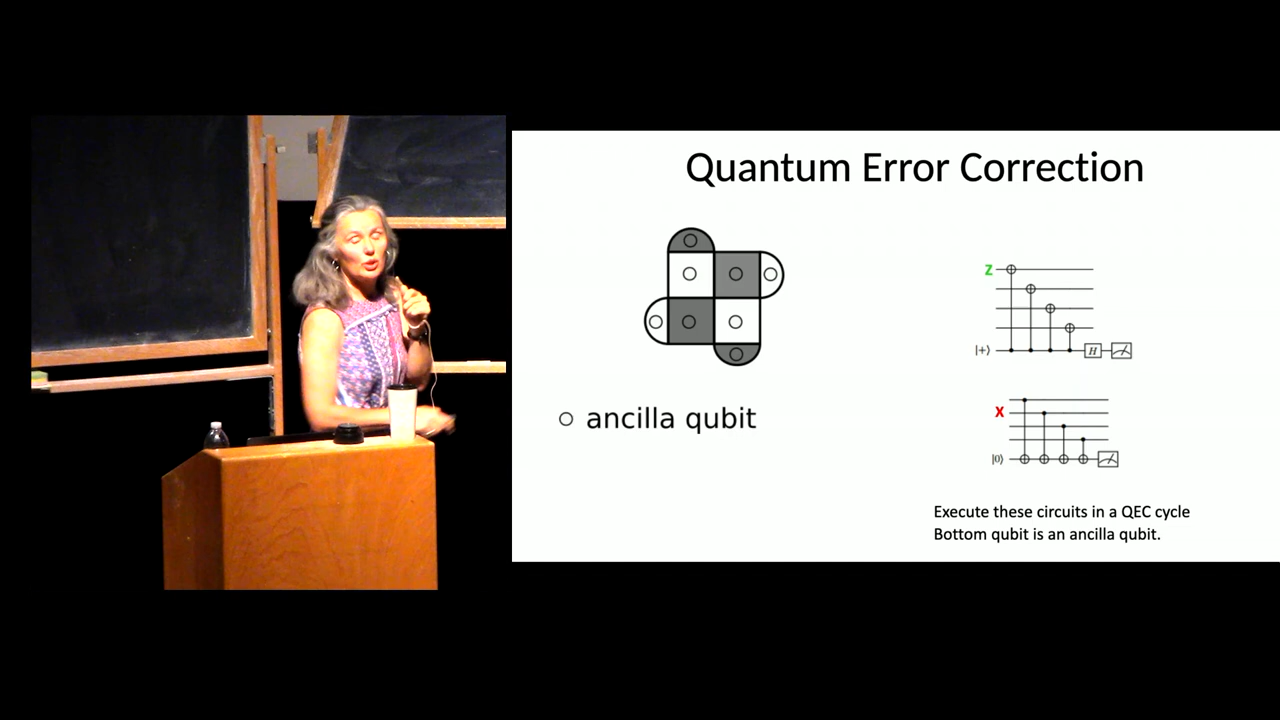 Quantum Error Correction
Z
|+⟩
H
X
|0⟩
ancilla qubit
Execute these circuits in a QEC cycle
Bottom qubit is an ancilla qubit.